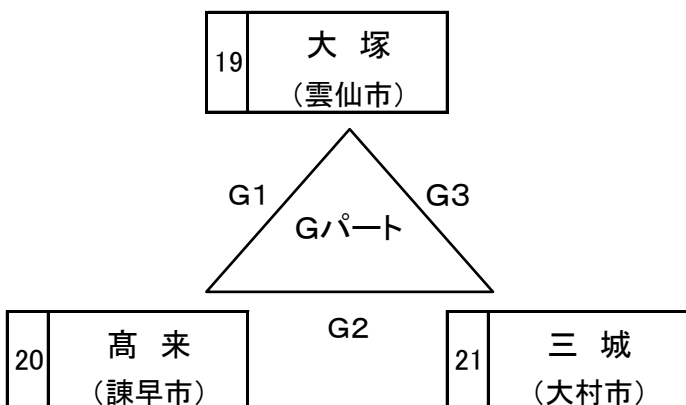 19
大 塚
（雲仙市）
G1
G3
Gパート
G2
20
髙 来
（諫早市）
21
三 城
（大村市）